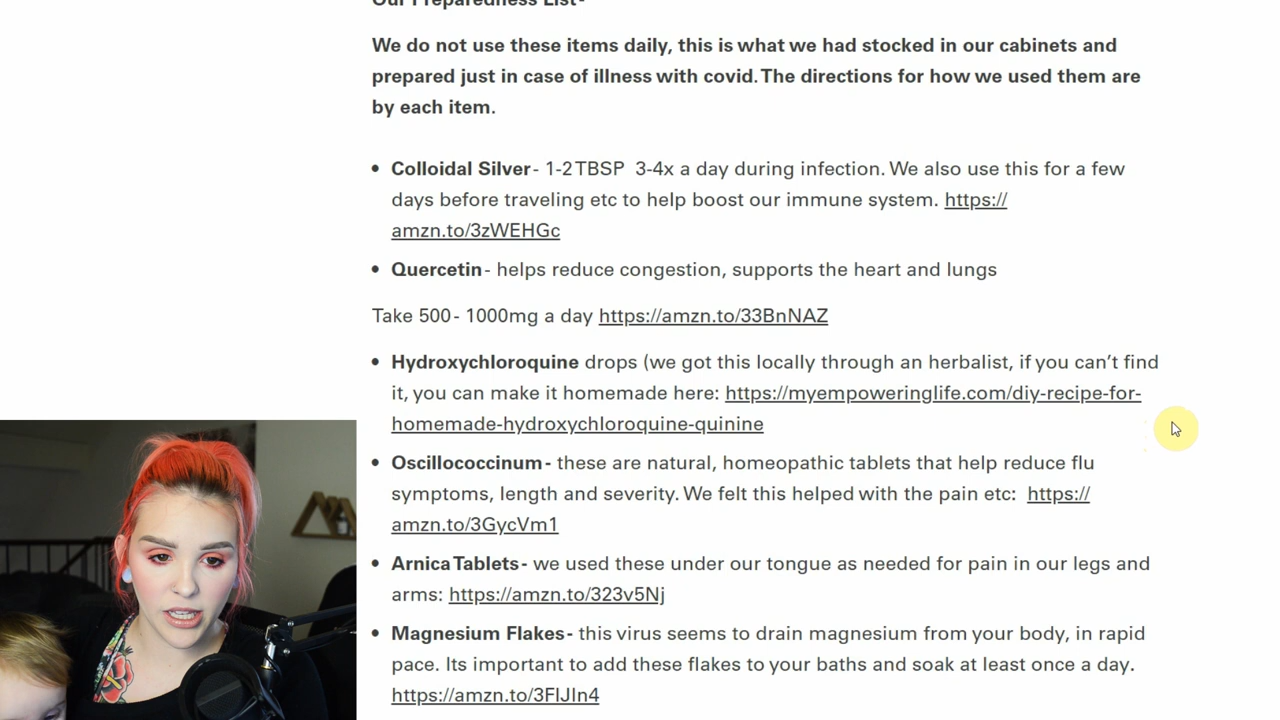 Our Preparedness List-
We do not use these items daily, this is what we had stocked in our cabinets and
prepared just in case of illness with covid. The directions for how we used them are
by each item.
• Colloidal Silver- 1-2 TBSP 3-4x a day during infection. We also use this for a few
days before traveling etc to help boost our immune system. https://
amzn.to/3zWEHGc
• Quercetin- helps reduce congestion, supports the heart and lungs
Take 500- 1000mg a day https://amzn.to/33BnNAZ
• Hydroxychloroquine drops (we got this locally through an herbalist, if you can’t find
it, you can make it homemade here: https://myempoweringlife.com/diy-recipe-for-
homemade-hydroxychloroquine-quinine
• Oscillococcinum- these are natural, homeopathic tablets that help reduce flu
symptoms, length and severity. We felt this helped with the pain etc: https://
amzn.to/3GycVm1
• Arnica Tablets- we used these under our tongue as needed for pain in our legs and
arms: https://amzn.to/323v5Nj
• Magnesium Flakes- this virus seems to drain magnesium from your body, in rapid
pace. Its important to add these flakes to your baths and soak at least once a day.
https://amzn.to/3FlJIn4